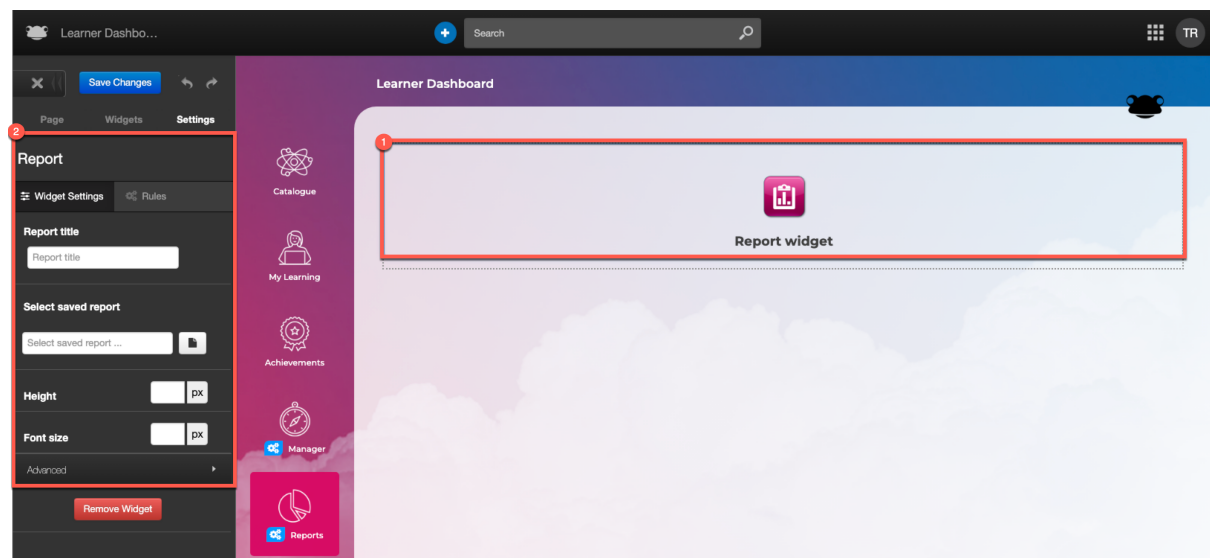 Learner Dashbo...
Search
TR
Save Changes
Learner Dashboard
Page Widgets Settings
2
1
Report
Widget Settings Rules
Report title
Report title
Select saved report
Select saved report ...
Height px
Font size px
Advanced
Remove Widget
Catalogue
My Learning
Achievements
Manager
Reports
Report widget